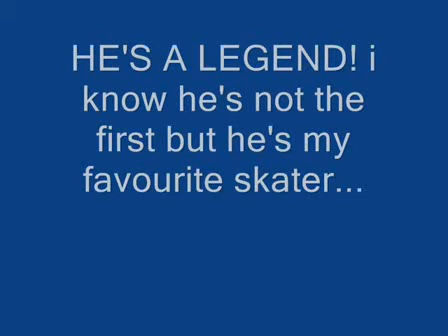 HE'S A LEGEND! i
know he's not the
first but he's my
favourite skater...